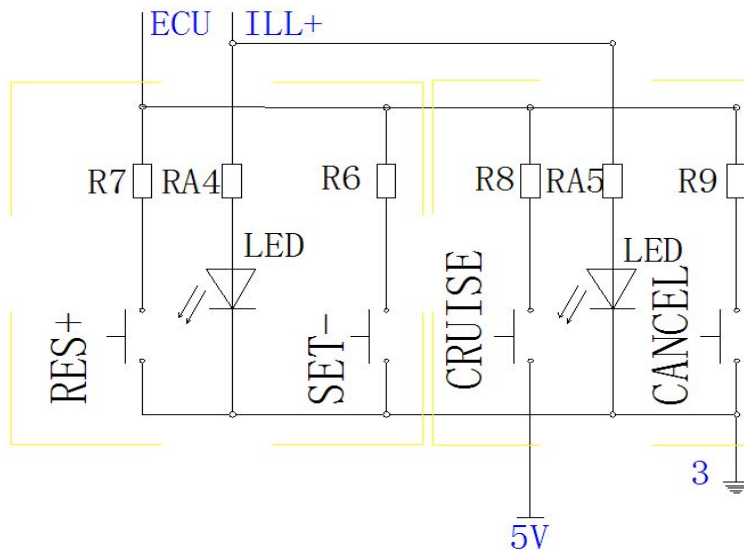 ECU ILL+
R7 RA4 R6 R8 RA5 R9
LED LED
RES+ SET- CRUISE CANCEL
3
5V